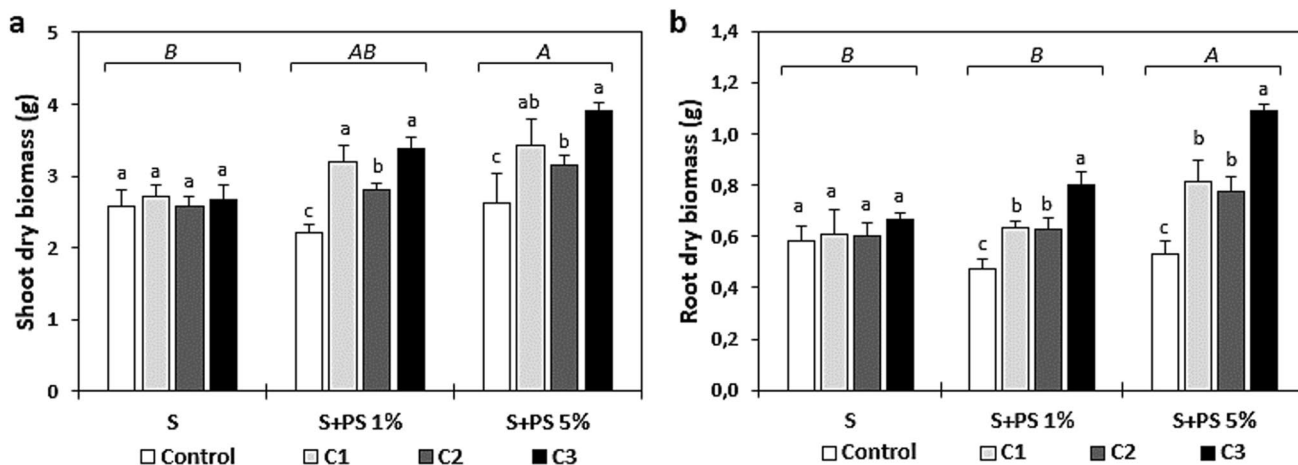 a
Shoot dry biomass (g)
5
4
3
2
1
0
B
AB
A
a
a
a
a
c
a
b
a
c
ab
b
a
S
S+PS 1%
S+PS 5%
Control
C1
C2
C3
b
Root dry biomass (g)
1,4
1,2
1,0
0,8
0,6
0,4
0,2
0,0
B
B
A
a
a
a
a
c
b
b
a
c
b
b
a
S
S+PS 1%
S+PS 5%
Control
C1
C2
C3